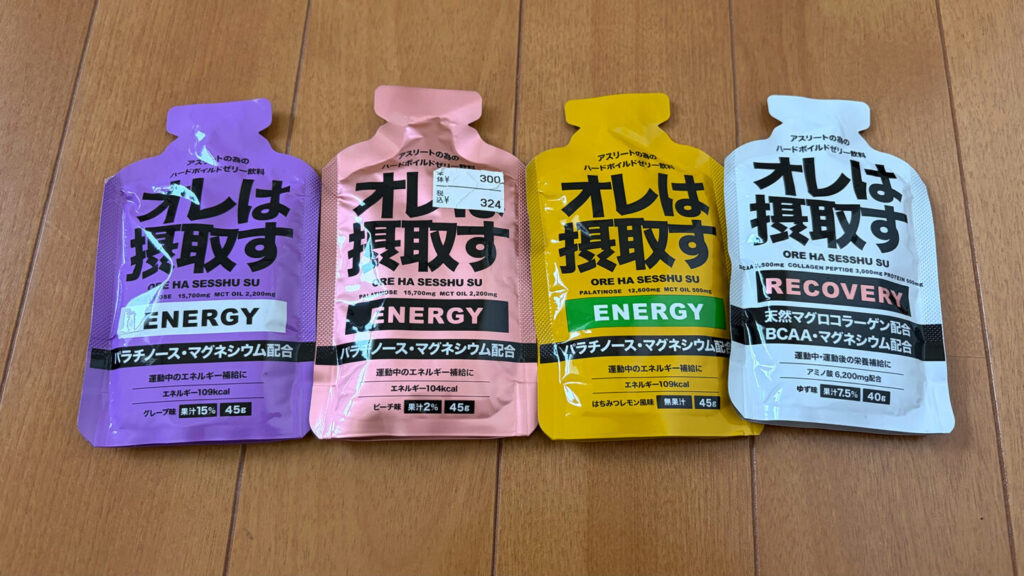 アスリートの為の
ハードボイルドゼリー飲料
オレは
摂取す
ORE HA SESSHU SU
PALATINOSE 15,700mg MCT OIL 2,200mg
ENERGY
パラチノース・マグネシウム配合
運動中のエネルギー補給に
エネルギー109kcal
グレープ味 果汁15% 45g
アスリートの為の
ハードボイルドゼリー飲料
本体¥ 300
税込¥ 324
オレは
摂取す
ORE HA SESSHU SU
PALATINOSE 15,700mg MCT OIL 2,200mg
ENERGY
パラチノース・マグネシウム配合
運動中のエネルギー補給に
エネルギー104kcal
ピーチ味 果汁2% 45g
アスリートの為の
ハードボイルドゼリー飲料
オレは
摂取す
ORE HA SESSHU SU
PALATINOSE 12,600mg MCT OIL 500mg
ENERGY
パラチノース・マグネシウム配合
運動中のエネルギー補給に
エネルギー109kcal
はちみつレモン風味 無果汁 45g
アスリートの為の
ハードボイルドゼリー飲料
オレは
摂取す
ORE HA SESSHU SU
COLLAGEN PEPTIDE 3,000mg PROTEIN
RECOVERY
天然マグロコラーゲン配合
BCAA・マグネシウム配合
運動中・運動後の栄養補給に
アミノ酸 6,200mg配合
ゆず味 果汁7.5% 40g